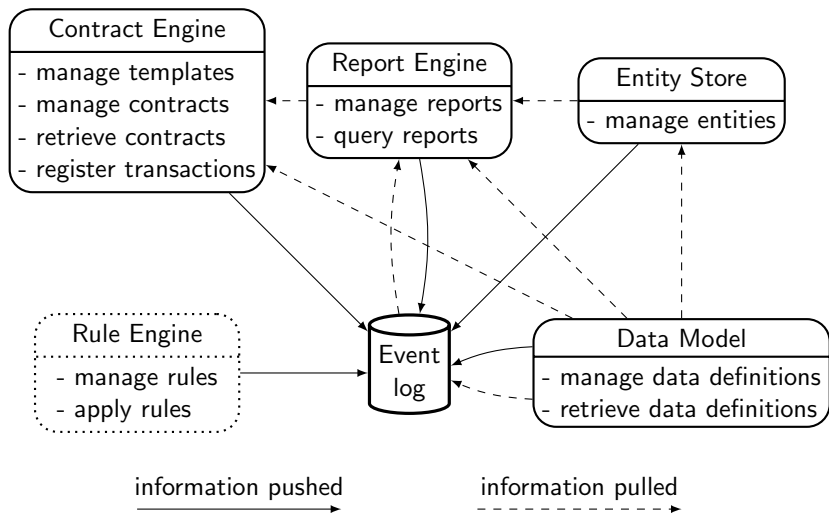 Contract Engine
- manage templates
- manage contracts
- retrieve contracts
- register transactions
Report Engine
- manage reports
- query reports
Entity Store
- manage entities
Rule Engine
- manage rules
- apply rules
Event
log
Data Model
- manage data definitions
- retrieve data definitions
information pushed
information pulled